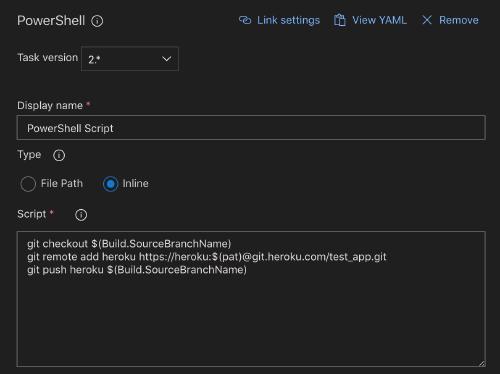 PowerShell
Link settings
View YAML
Remove
Task version
2.*
Display name *
PowerShell Script
Type
File Path
Inline
Script *
git checkout $(Build.SourceBranchName)
git remote add heroku https://heroku:$(pat)@git.heroku.com/test_app.git
git push heroku $(Build.SourceBranchName)